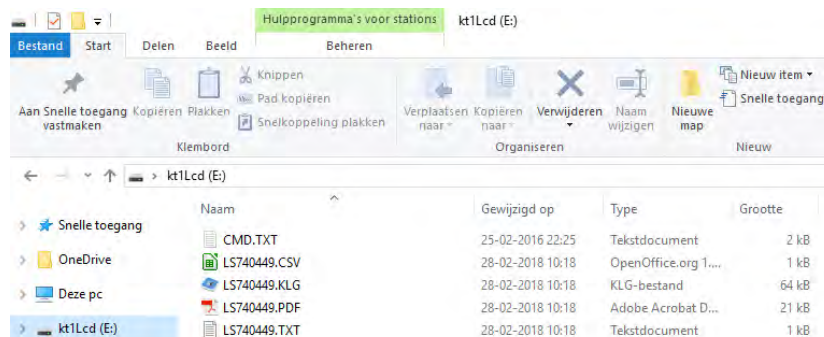 Hulpprogramma's voor stations kt1Lcd (E:)
Bestand Start Delen Beeld Beheren
Aan Snelle toegang vastmaken
Kopiëren
Plakken
Knippen
Pad kopiëren
Snelkoppeling plakken
Verplaatsen naar
Kopiëren naar
Verwijderen
Naam wijzigen
Nieuwe map
Nieuw item
Snelle toegang
Klembord Organiseren Nieuw
kt1Lcd (E:)
Naam Gewijzigd op Type Grootte
Snelle toegang
OneDrive
Deze pc
kt1Lcd (E:)
CMD.TXT 25-02-2016 22:25 Tekstdocument 2 kB
LS740449.CSV 28-02-2018 10:18 OpenOffice.org 1.... 1 kB
LS740449.KLG 28-02-2018 10:18 KLG-bestand 64 kB
LS740449.PDF 28-02-2018 10:18 Adobe Acrobat D... 21 kB
LS740449.TXT 28-02-2018 10:18 Tekstdocument 1 kB